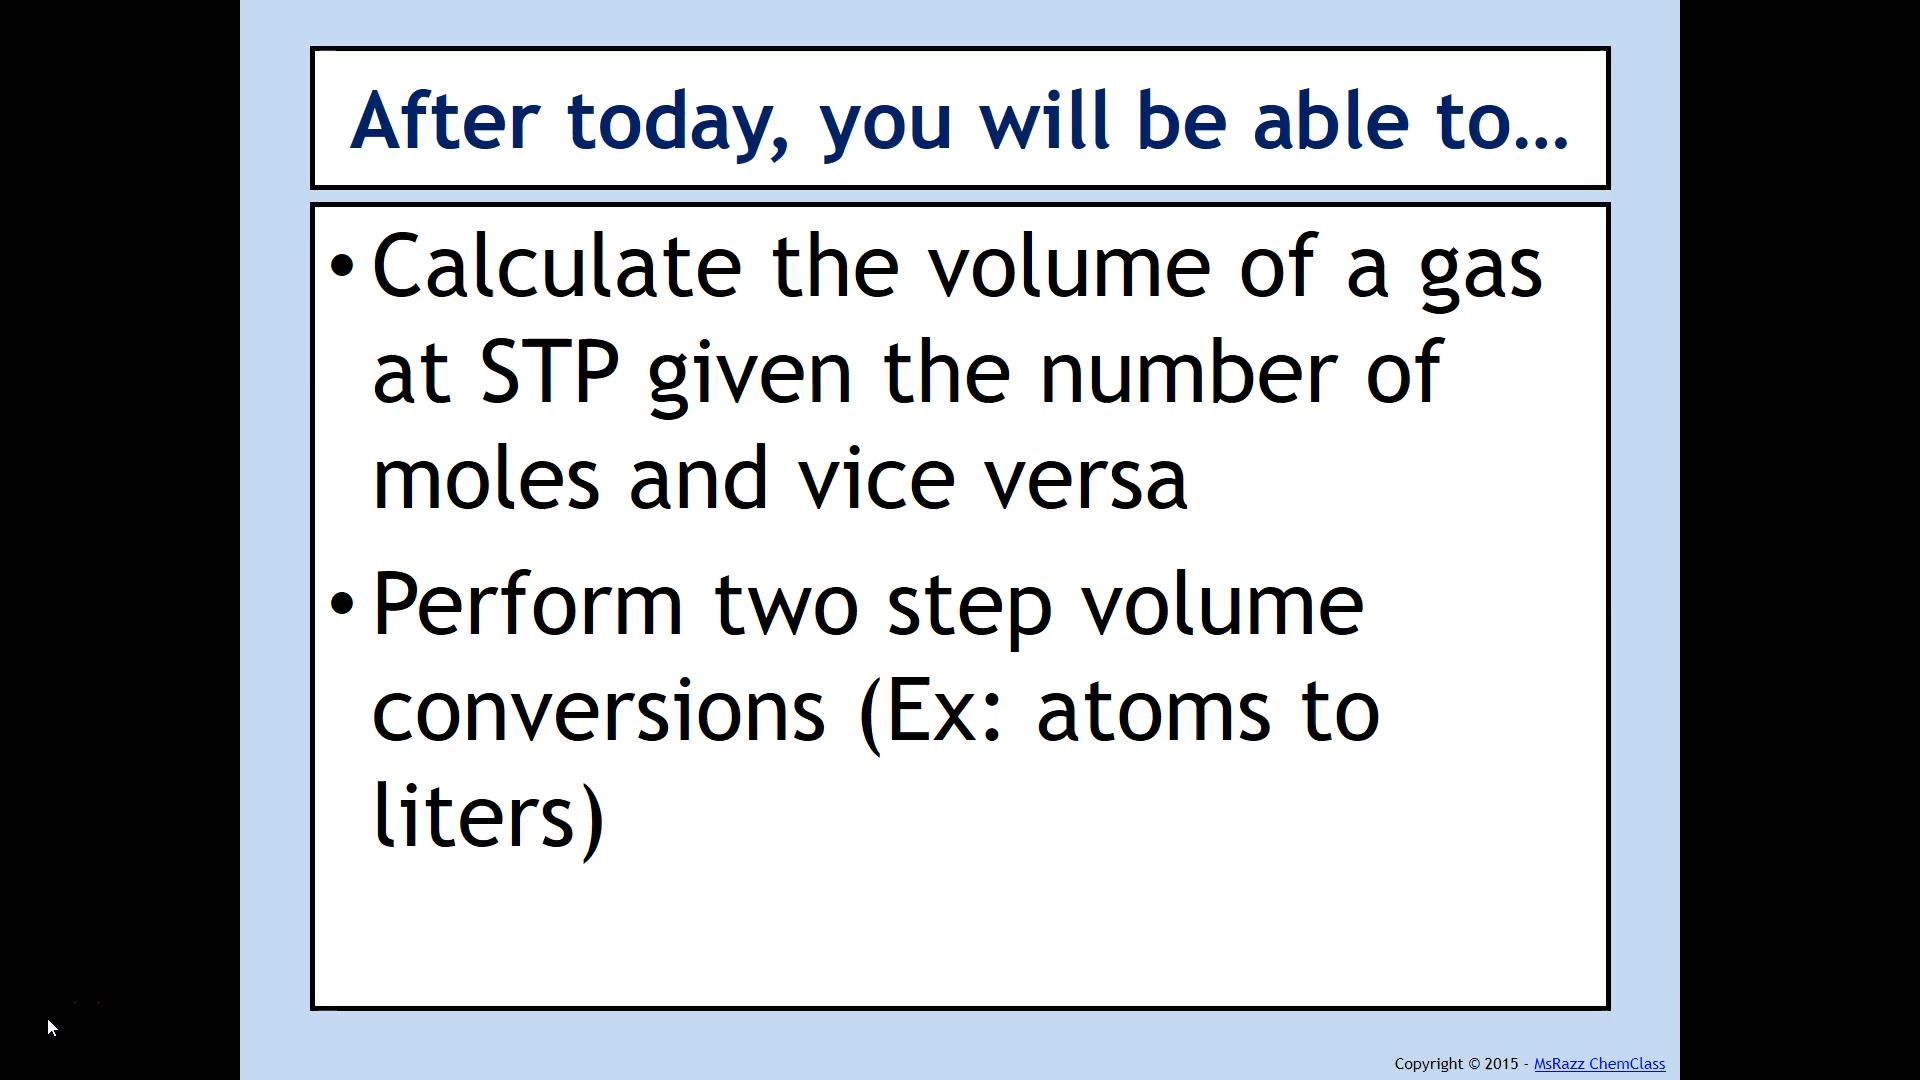 After today, you will be able to…
• Calculate the volume of a gas
at STP given the number of
moles and vice versa
• Perform two step volume
conversions (Ex: atoms to
liters)
Copyright © 2015 - MsRazz ChemClass